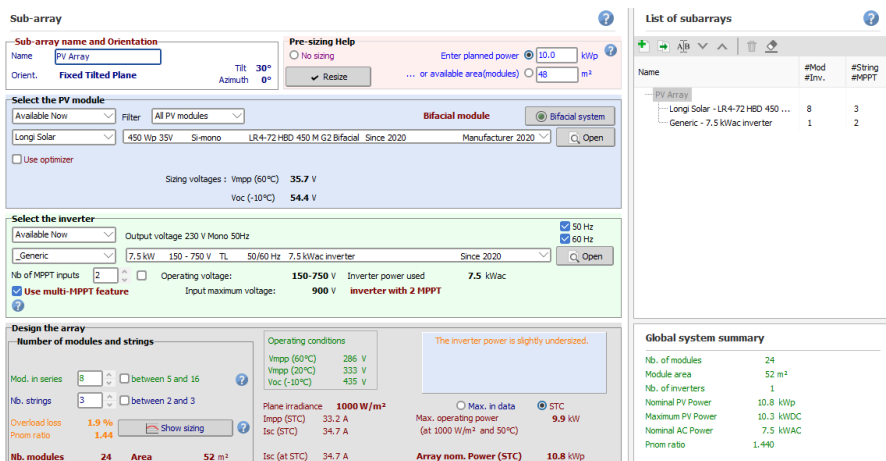 Sub-array
Sub-array name and Orientation
Name PV Array
Orient. Fixed Tilted Plane
Tilt 30°
Azimuth 0°
Pre-sizing Help
No sizing
Enter planned power 10.0 kWp
Resize
... or available area(modules) 48 m²
Select the PV module
Available Now Filter All PV modules Bifacial module Bifacial system
Longi Solar 450 Wp 35V Si-mono LR4-72 HBD 450 M G2 Bifacial Since 2020 Manufacturer 2020 Open
Use optimizer
Sizing voltages : Vmpp (60°C) 35.7 V
Voc (-10°C) 54.4 V
Select the inverter
Available Now Output voltage 230 V Mono 50Hz
50 Hz
60 Hz
_Generic 7.5 kW 150 - 750 V TL 50/60 Hz 7.5 kWac inverter Since 2020 Open
Nb of MPPT inputs 2 Operating voltage: 150-750 V Inverter power used 7.5 kWac
Use multi-MPPT feature Input maximum voltage: 900 V inverter with 2 MPPT
Design the array
Number of modules and strings
Mod. in series 8 between 5 and 16
Nb. strings 3 between 2 and 3
Overload loss 1.9 %
Pnom ratio 1.44
Show sizing
Nb. modules 24 Area 52 m²
Operating conditions
Vmpp (60°C) 286 V
Vmpp (20°C) 333 V
Voc (-10°C) 435 V
The inverter power is slightly undersized.
Plane irradiance 1000 W/m²
Max. in data STC
Impp (STC) 33.2 A
Max. operating power 9.9 kW
Isc (STC) 34.7 A
(at 1000 W/m² and 50°C)
Isc (at STC) 34.7 A
Array nom. Power (STC) 10.8 kWp
List of subarrays
Name
#Mod
#Inv.
#String
#MPPT
PV Array
Longi Solar - LR4-72 HBD 450 ... 8 3
Generic - 7.5 kWac inverter 1 2
Global system summary
Nb. of modules 24
Module area 52 m²
Nb. of inverters 1
Nominal PV Power 10.8 kWp
Maximum PV Power 10.3 kWDC
Nominal AC Power 7.5 kWAC
Pnom ratio 1.440